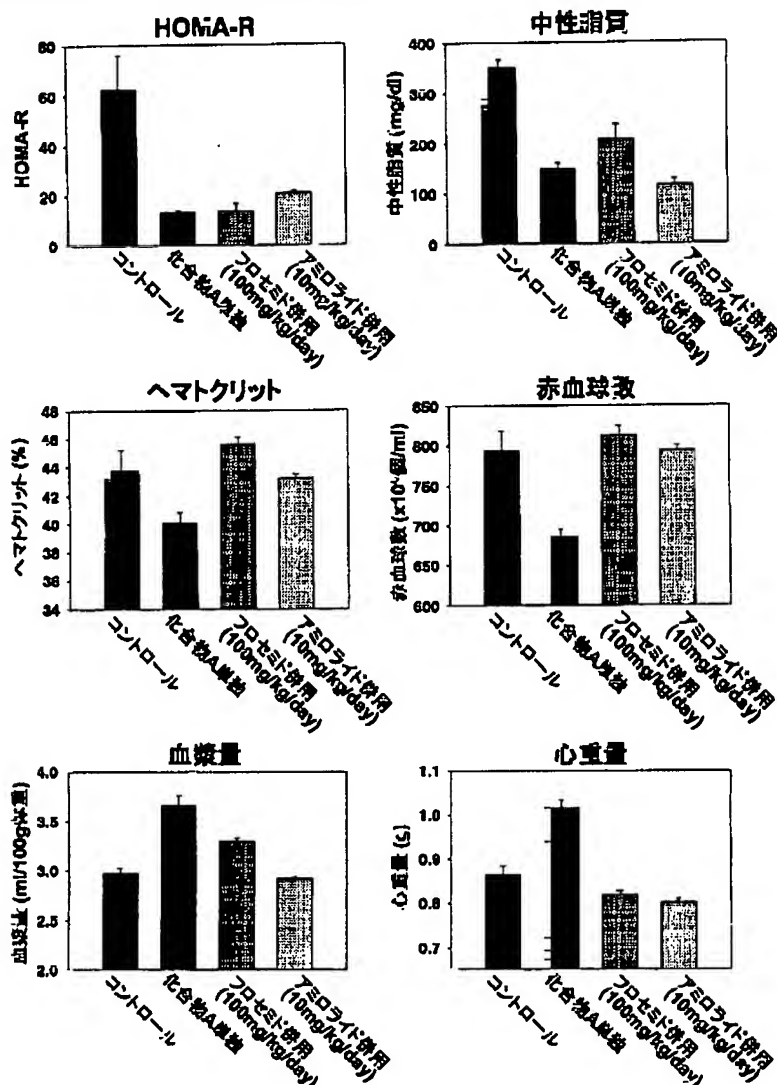 HOMA-R
80
60
40
20
0
HOMA-R
コントロール
化合物A単独
フロセミド併用
(100mg/kg/day)
アミロライド併用
(10mg/kg/day)
中性脂質
400
300
200
100
0
中性脂質 (mg/dl)
コントロール
化合物A単独
フロセミド併用
(100mg/kg/day)
アミロライド併用
(10mg/kg/day)
ヘマトクリット
48
46
44
42
40
38
36
34
ヘマトクリット (%)
コントロール
化合物A単独
フロセミド併用
(100mg/kg/day)
アミロライド併用
(10mg/kg/day)
赤血球数
850
800
750
700
650
600
赤血球数
コントロール
化合物A単独
フロセミド併用
(100mg/kg/day)
アミロライド併用
(10mg/kg/day)
血漿量
4.0
3.5
3.0
2.5
2.0
血漿量 (ml/100g体重)
コントロール
化合物A単独
フロセミド併用
(100mg/kg/day)
アミロライド併用
(10mg/kg/day)
心重量
1.1
1.0
0.9
0.8
0.7
心重量 (g)
コントロール
化合物A単独
フロセミド併用
(100mg/kg/day)
アミロライド併用
(10mg/kg/day)